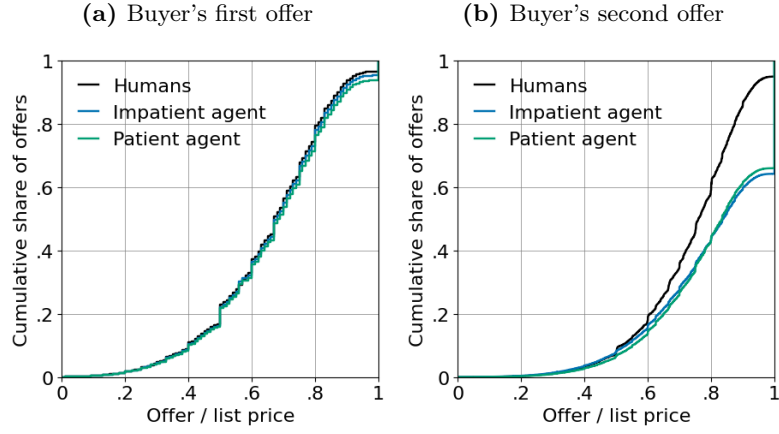 (a) Buyer's first offer
Cumulative share of offers
1
.8
.6
.4
.2
0
Humans
Impatient agent
Patient agent
0 .2 .4 .6 .8 1
Offer / list price
(b) Buyer's second offer
Cumulative share of offers
1
.8
.6
.4
.2
0
Humans
Impatient agent
Patient agent
0 .2 .4 .6 .8 1
Offer / list price